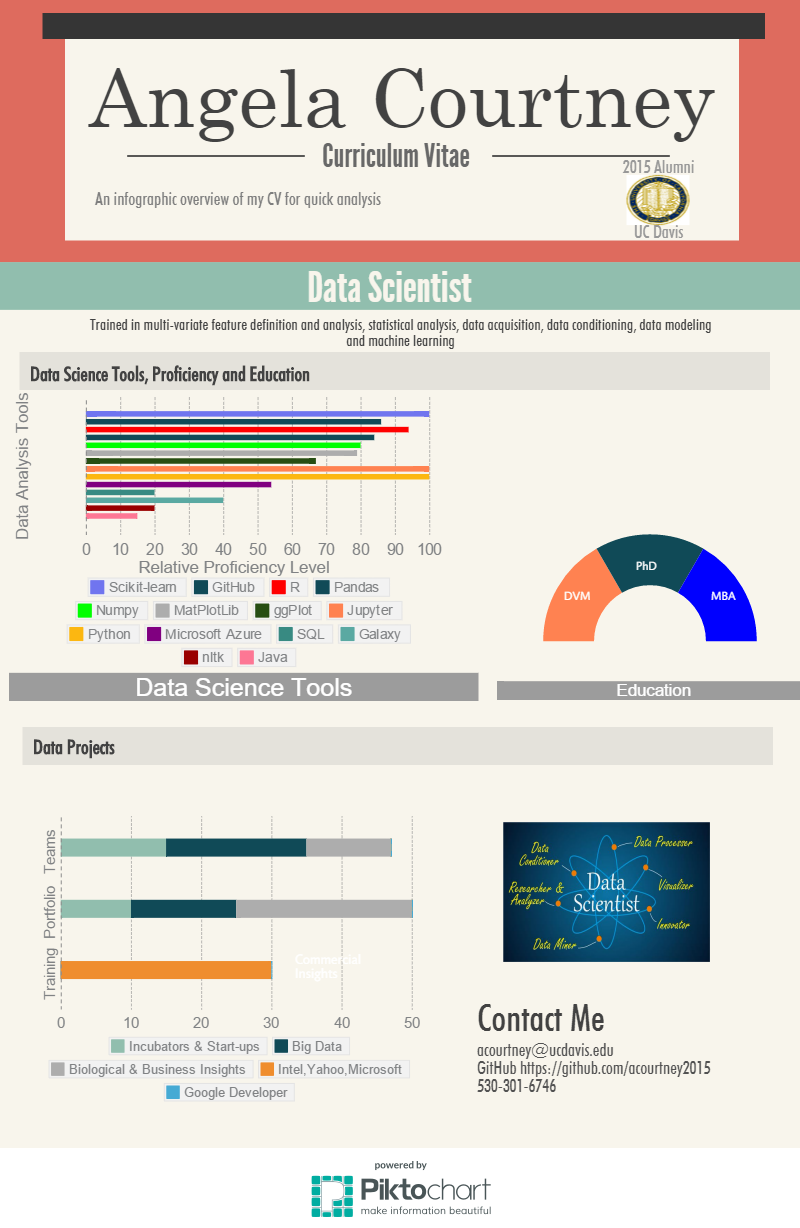 Angela Courtney
Curriculum Vitae
2015 Alumni
An infographic overview of my CV for quick analysis
UC Davis
Data Scientist
Trained in multi-variate feature definition and analysis, statistical analysis, data acquisition, data conditioning, data modeling
and machine learning
Data Science Tools, Proficiency and Education
Data Analysis Tools
0 10 20 30 40 50 60 70 80 90 100
Relative Proficiency Level
Scikit-learn GitHub R Pandas
Numpy MatPlotLib ggPlot Jupyter
Python Microsoft Azure SQL Galaxy
nltk Java
DVM PhD MBA
Data Science Tools
Education
Data Projects
Teams
Portfolio
Training
Commercial
Insights
0 10 20 30 40 50
Incubators & Start-ups Big Data
Biological & Business Insights Intel,Yahoo,Microsoft
Google Developer
Data Processer
Data
Conditioner
Visualiser
Researcher &
Analyzer
Data
Scientist
Innovator
Data Miner
Contact Me
acourtney@ucdavis.edu
GitHub https://github.com/acourtney2015
530-301-6746
powered by
Piktochart
make information beautiful